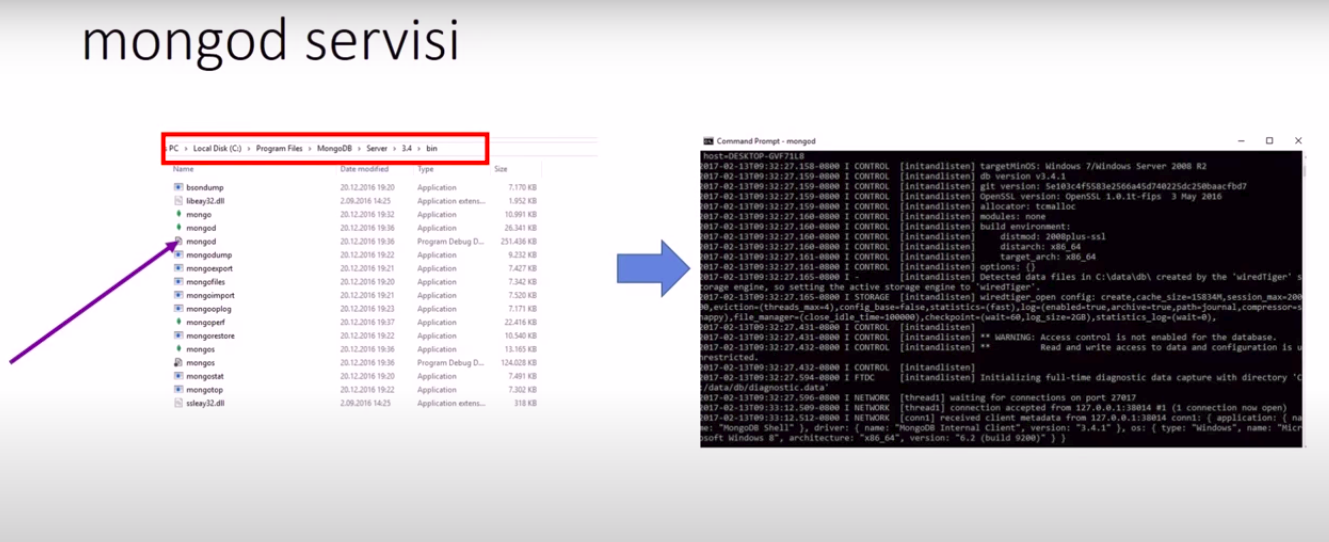 mongod servisi
PC > Local Disk (C:) > Program Files > MongoDB > Server > 3.4 > bin
Name Date modified Type Size
bsondump 20.12.2016 19:20 Application 7.170 KB
libeay32.dll 2.09.2016 14:25 Application extens... 1.952 KB
mongo 20.12.2016 19:32 Application 10.991 KB
mongod 20.12.2016 19:36 Application 26.341 KB
mongod 20.12.2016 19:36 Program Debug D... 251.436 KB
mongodump 20.12.2016 19:22 Application 9.232 KB
mongoexport 20.12.2016 19:21 Application 7.427 KB
mongofiles 20.12.2016 19:20 Application 7.342 KB
mongoimport 20.12.2016 19:21 Application 7.520 KB
mongooplog 20.12.2016 19:23 Application 7.171 KB
mongoperf 20.12.2016 19:37 Application 22.416 KB
mongorestore 20.12.2016 19:22 Application 10.540 KB
mongos 20.12.2016 19:36 Application 13.165 KB
mongos 20.12.2016 19:36 Program Debug D... 124.028 KB
mongostat 20.12.2016 19:20 Application 7.491 KB
mongotop 20.12.2016 19:22 Application 7.302 KB
ssleay32.dll 2.09.2016 14:25 Application extens... 318 KB
Command Prompt - mongod
host=DESKTOP-GVF71L8
2017-02-13T09:32:27.158-0800 I CONTROL [initandlisten] targetMinOS: Windows 7/Windows Server 2008 R2
2017-02-13T09:32:27.159-0800 I CONTROL [initandlisten] db version v3.4.1
2017-02-13T09:32:27.159-0800 I CONTROL [initandlisten] git version: 5e103c4f5583e2566a45d740225dc250baacfbd7
2017-02-13T09:32:27.159-0800 I CONTROL [initandlisten] OpenSSL version: OpenSSL 1.0.1t-fips 3 May 2016
2017-02-13T09:32:27.160-0800 I CONTROL [initandlisten] allocator: tcmalloc
2017-02-13T09:32:27.160-0800 I CONTROL [initandlisten] modules: none
2017-02-13T09:32:27.160-0800 I CONTROL [initandlisten] build environment:
2017-02-13T09:32:27.160-0800 I CONTROL [initandlisten] distmod: 2008plus-ssl
2017-02-13T09:32:27.160-0800 I CONTROL [initandlisten] distarch: x86_64
2017-02-13T09:32:27.161-0800 I CONTROL [initandlisten] target_arch: x86_64
2017-02-13T09:32:27.161-0800 I CONTROL [initandlisten] options: {}
2017-02-13T09:32:27.161-0800 I - [initandlisten] Detected data files in C:\data\db\ created by the 'wiredTiger' s
torage engine, so setting the active storage engine to 'wiredTiger'.
2017-02-13T09:32:27.165-0800 I STORAGE [initandlisten] wiredtiger_open config: create,cache_size=15834M,session_max=200
00,eviction=(threads_max=4),config_base=false,statistics=(fast),log=(enabled=true,archive=true,path=journal,compressor=s
nappy),file_manager=(close_idle_time=100000),checkpoint=(wait=60,log_size=2GB),statistics_log=(wait=0),
2017-02-13T09:32:27.431-0800 I CONTROL [initandlisten]
2017-02-13T09:32:27.431-0800 I CONTROL [initandlisten] ** WARNING: Access control is not enabled for the database.
2017-02-13T09:32:27.432-0800 I CONTROL [initandlisten] ** Read and write access to data and configuration is u
nrestricted.
2017-02-13T09:32:27.432-0800 I CONTROL [initandlisten]
2017-02-13T09:32:27.594-0800 I FTDC [initandlisten] Initializing full-time diagnostic data capture with directory 'C
:/data/db/diagnostic.data'
2017-02-13T09:32:27.596-0800 I NETWORK [thread1] waiting for connections on port 27017
2017-02-13T09:33:12.509-0800 I NETWORK [thread1] connection accepted from 127.0.0.1:38014 #1 (1 connection now open)
2017-02-13T09:33:12.512-0800 I NETWORK [conn1] received client metadata from 127.0.0.1:38014 conn1: { application: { na
me: "MongoDB Shell" }, driver: { name: "MongoDB Internal Client", version: "3.4.1" }, os: { type: "Windows", name: "Micr
osoft Windows 8", architecture: "x86_64", version: "6.2 (build 9200)" } }